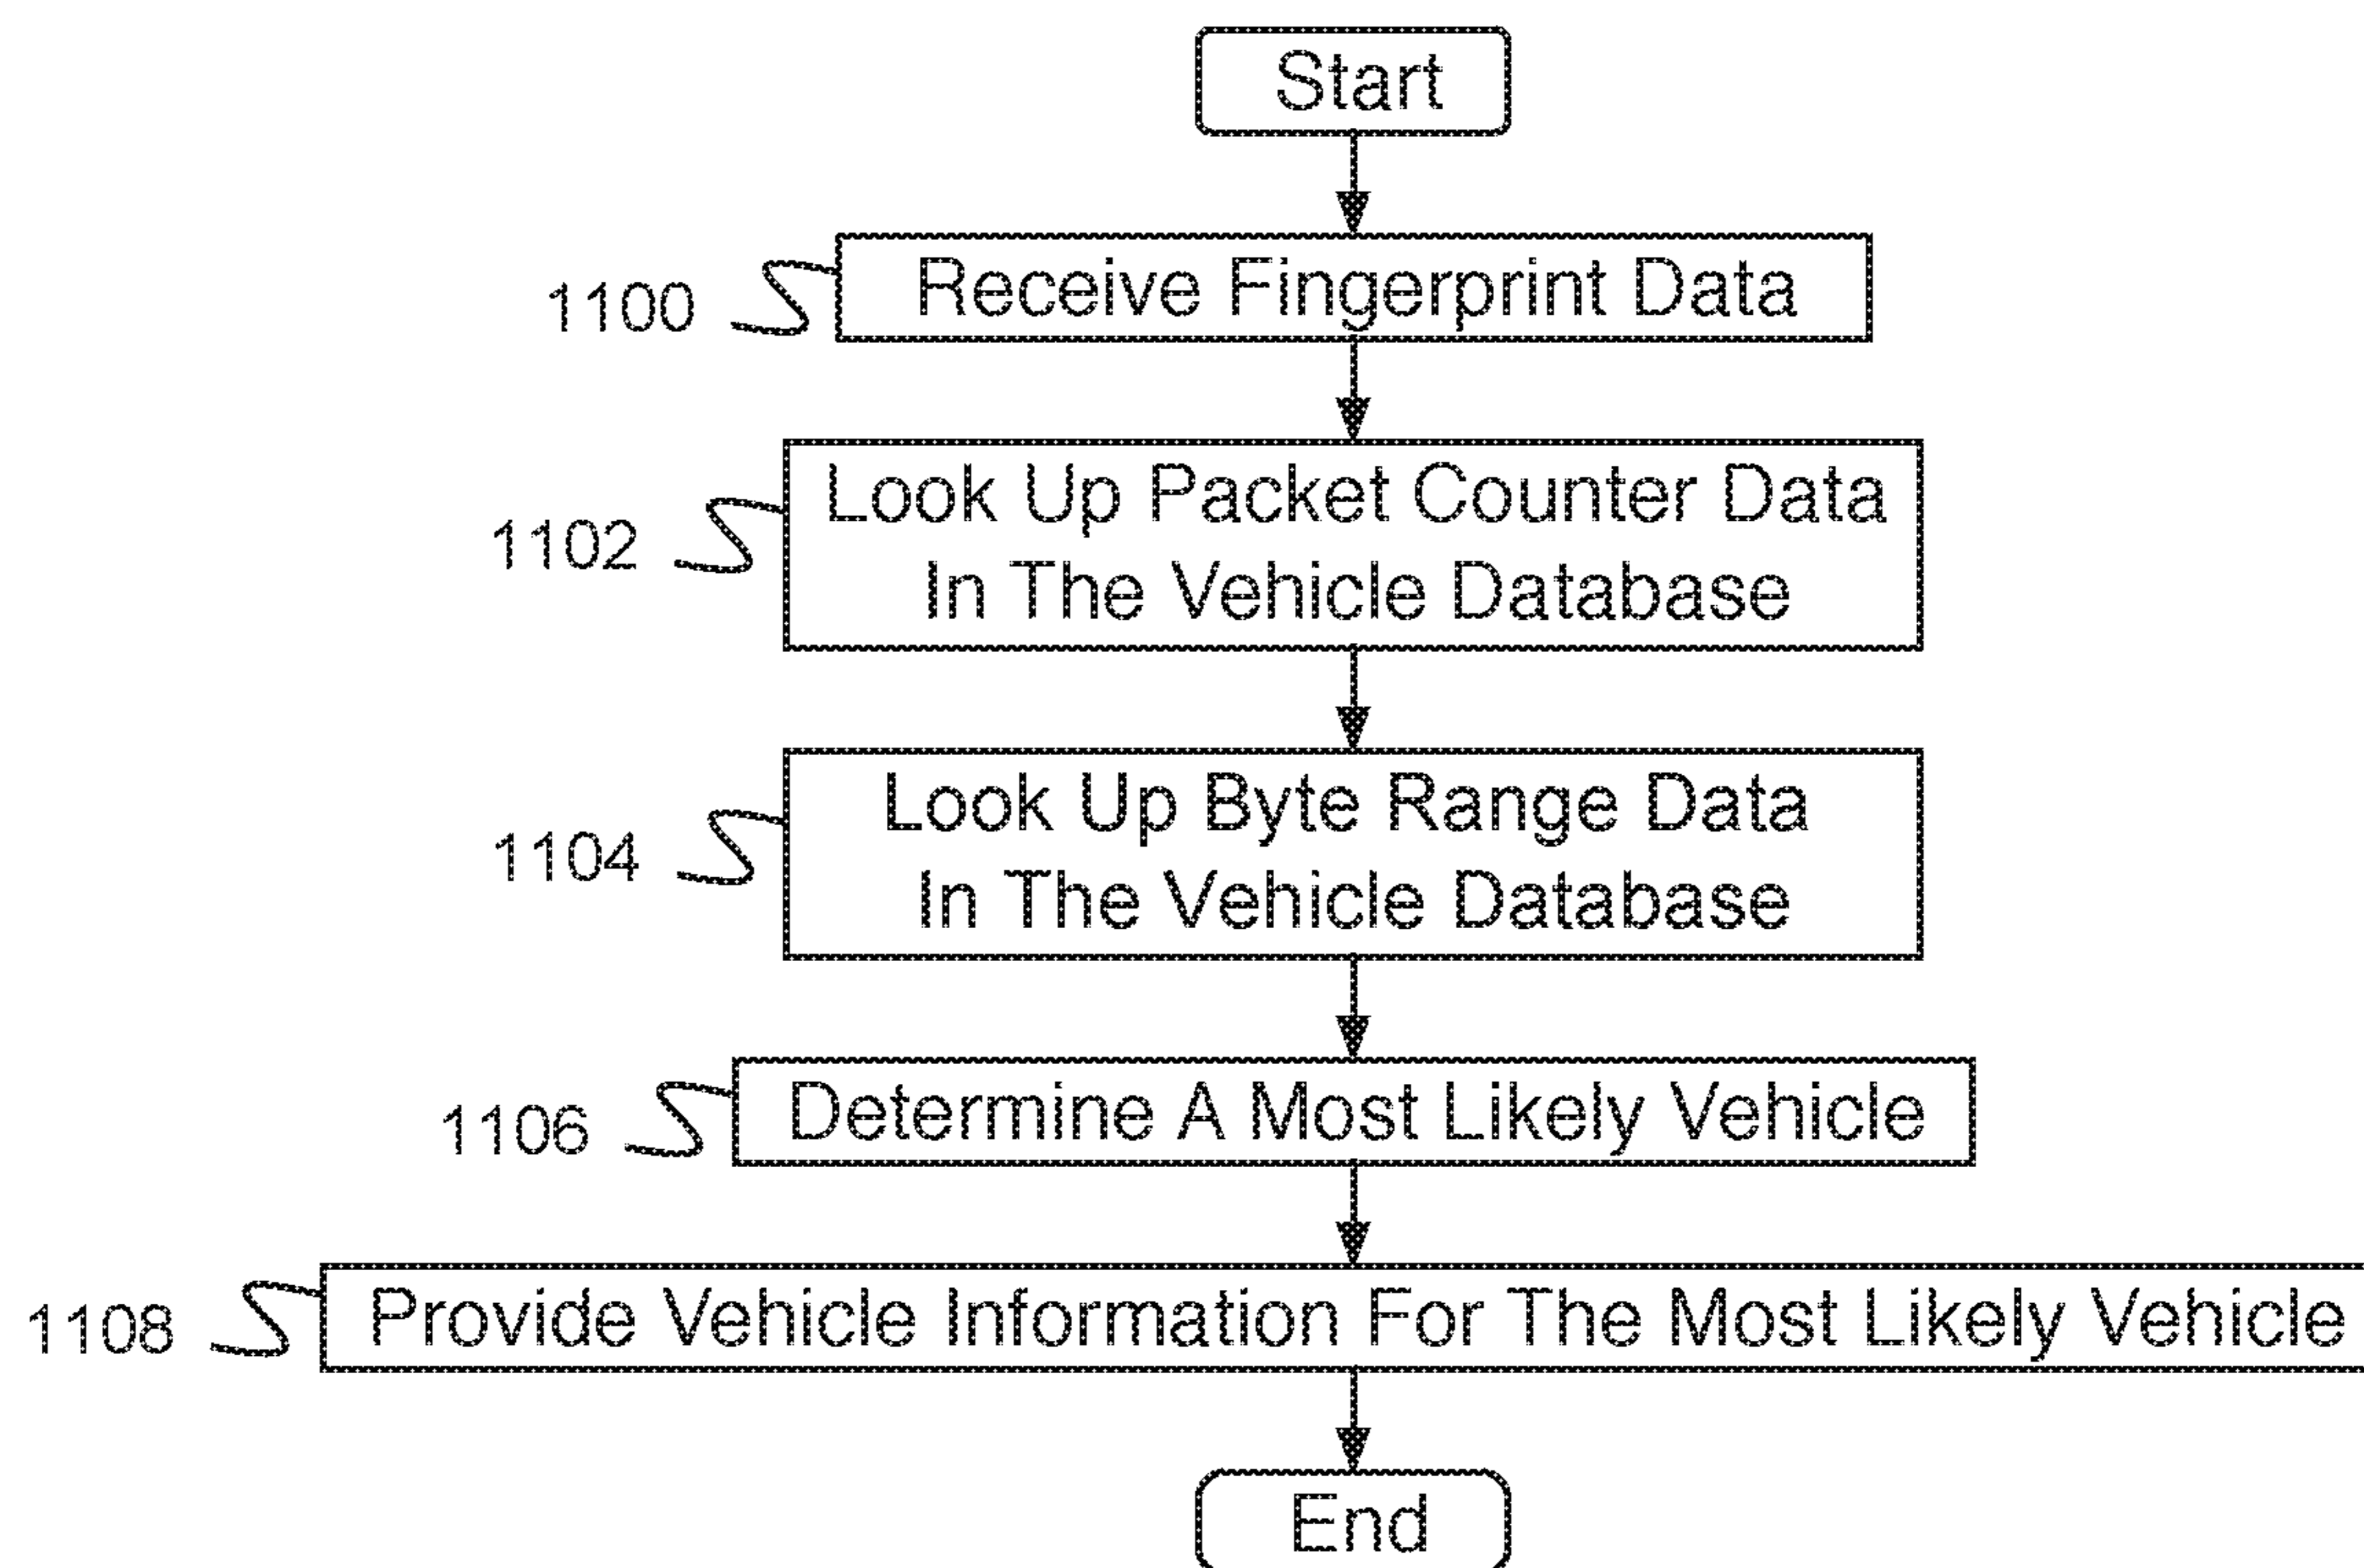 Start
1100
Receive Fingerprint Data
1102
Look Up Packet Counter Data
In The Vehicle Database
1104
Look Up Byte Range Data
In The Vehicle Database
1106
Determine A Most Likely Vehicle
1108
Provide Vehicle Information For The Most Likely Vehicle
End